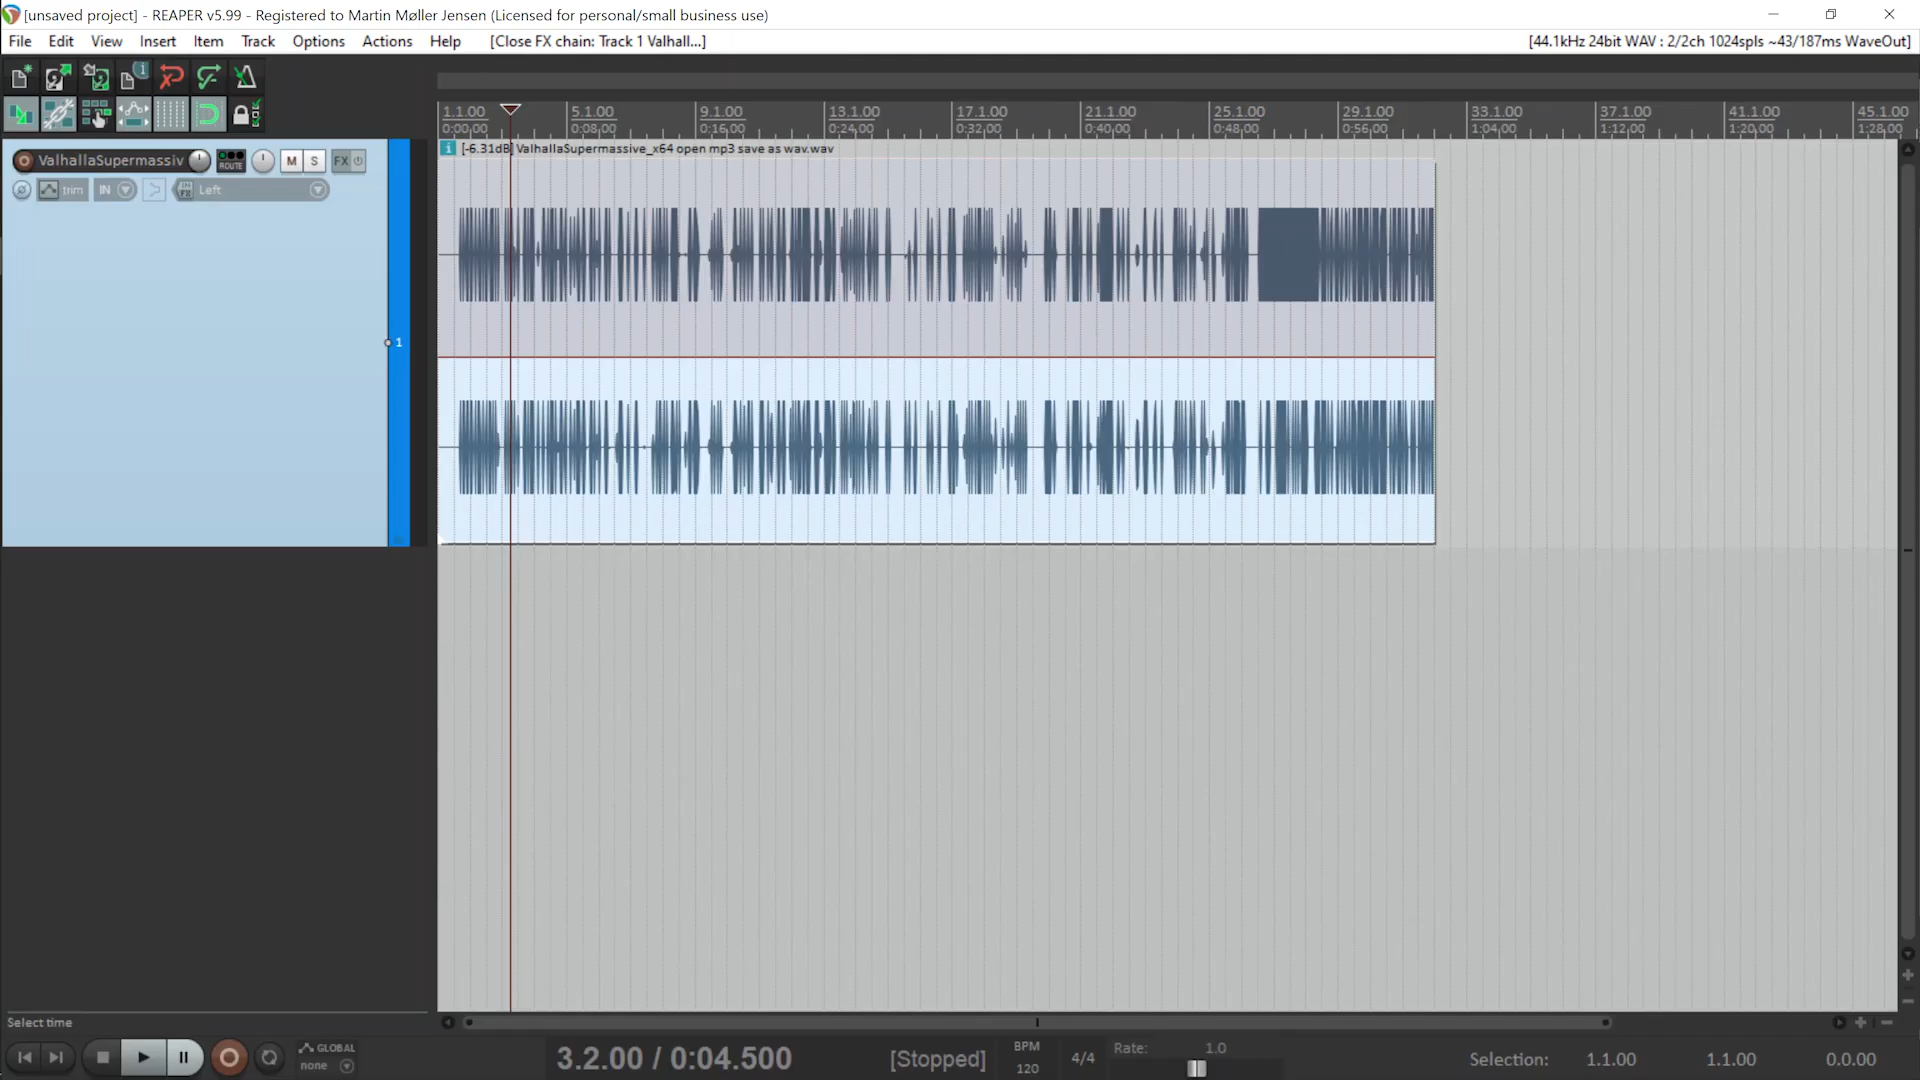 [unsaved project] - REAPER v5.99 - Registered to Martin Møller Jensen (Licensed for personal/small business use)
File Edit View Insert Item Track Options Actions Help [Close FX chain: Track 1 Valhall...] [44.1kHz 24bit WAV : 2/2ch 1024spls ~43/187ms WaveOut]
1.1.00 5.1.00 9.1.00 13.1.00 17.1.00 21.1.00 25.1.00 29.1.00 33.1.00 37.1.00 41.1.00 45.1.00
0:00.00 0:08.00 0:16.00 0:24.00 0:32.00 0:40.00 0:48.00 0:56.00 1:04.00 1:12.00 1:20.00 1:28.00
[-6.31dB] ValhallaSupermassive_x64 open mp3 save as wav.wav
ValhallaSupermassiv ROUTE M S FX
trim IN IN FX Left
1
Select time
GLOBAL
none
3.2.00 / 0:04.500 [Stopped]
BPM
120
4/4
Rate: 1.0
Selection: 1.1.00 1.1.00 0.0.00